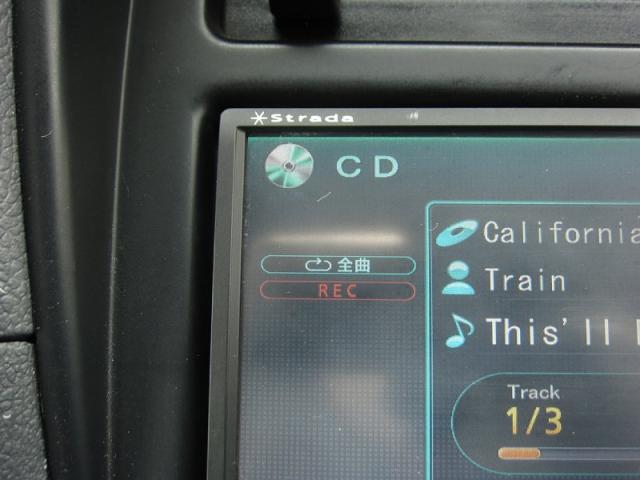 Strada
CD
全曲
REC
California
Train
This'll
Track
1/3